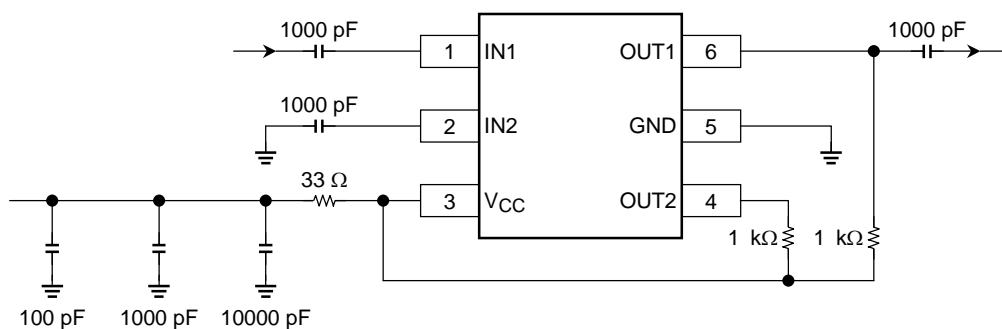 1000 pF
1000 pF
1 IN1 OUT1 6
1000 pF
2 IN2 GND 5
33 Ω
3 VCC OUT2 4
1 kΩ 1 kΩ
100 pF 1000 pF 10000 pF